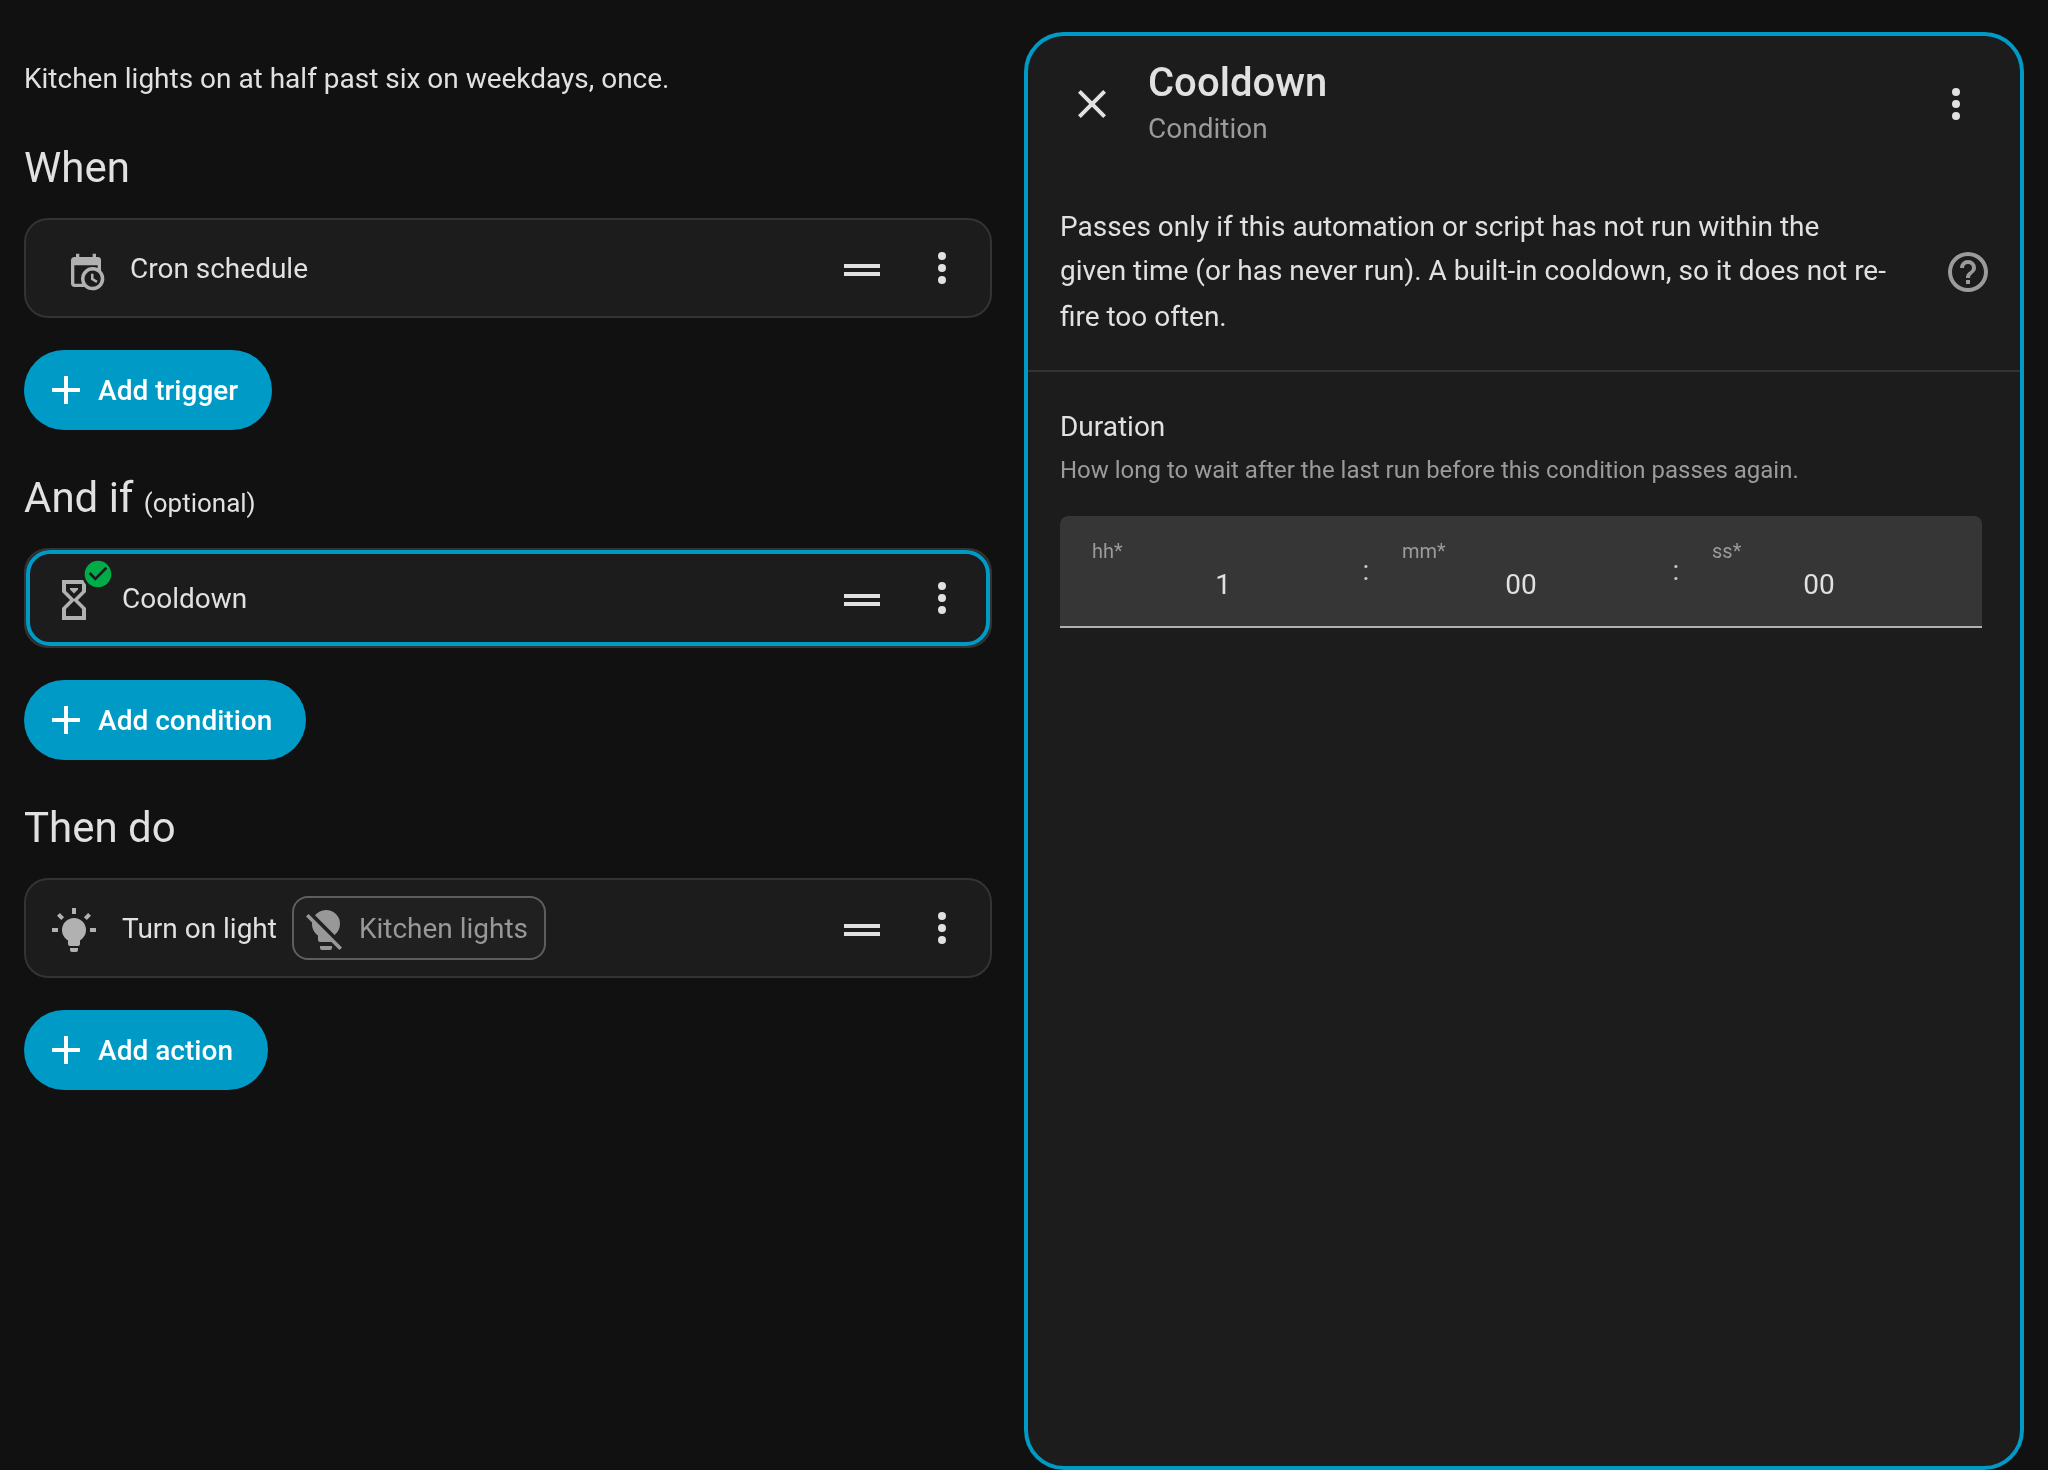 Kitchen lights on at half past six on weekdays, once.
When
Cron schedule
Add trigger
And if (optional)
Cooldown
Add condition
Then do
Turn on light Kitchen lights
Add action
Cooldown
Condition
Passes only if this automation or script has not run within the
given time (or has never run). A built-in cooldown, so it does not re-
fire too often.
Duration
How long to wait after the last run before this condition passes again.
hh* mm* ss*
1 : 00 : 00